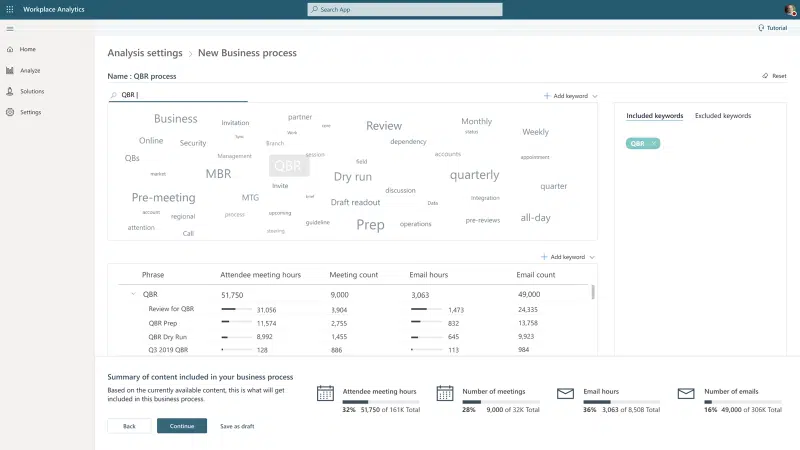 Workplace Analytics
Search App
Tutorial
Home
Analyze
Solutions
Settings
Analysis settings > New Business process
Name : QBR process
Reset
QBR
Add keyword
Business
Invitation
partner
Review
Monthly
status
Weekly
Online
Security
Sync
Work
Branch
dependency
QBs
Management
session
accounts
appointment
market
MBR
QBR
field
Dry run
quarterly
quarter
Invite
discussion
Pre-meeting
MTG
brief
Draft readout
Data
integration
account
regional
process
upcoming
guideline
Prep
operations
pre-reviews
all-day
attention
Call
steering
Included keywords
Excluded keywords
QBR
Add keyword
Phrase Attendee meeting hours Meeting count Email hours Email count
QBR 51,750 9,000 3,063 49,000
Review for QBR 31,056 3,904 1,473 24,335
QBR Prep 11,574 2,755 832 13,758
QBR Dry Run 8,992 1,455 645 9,923
Q3 2019 QBR 128 886 113 984
Summary of content included in your business process
Based on the currently available content, this is what will get
included in this business process.
Attendee meeting hours
32% 51,750 of 161K Total
Number of meetings
28% 9,000 of 32K Total
Email hours
36% 3,063 of 8,508 Total
Number of emails
16% 49,000 of 306K Total
Back
Continue
Save as draft